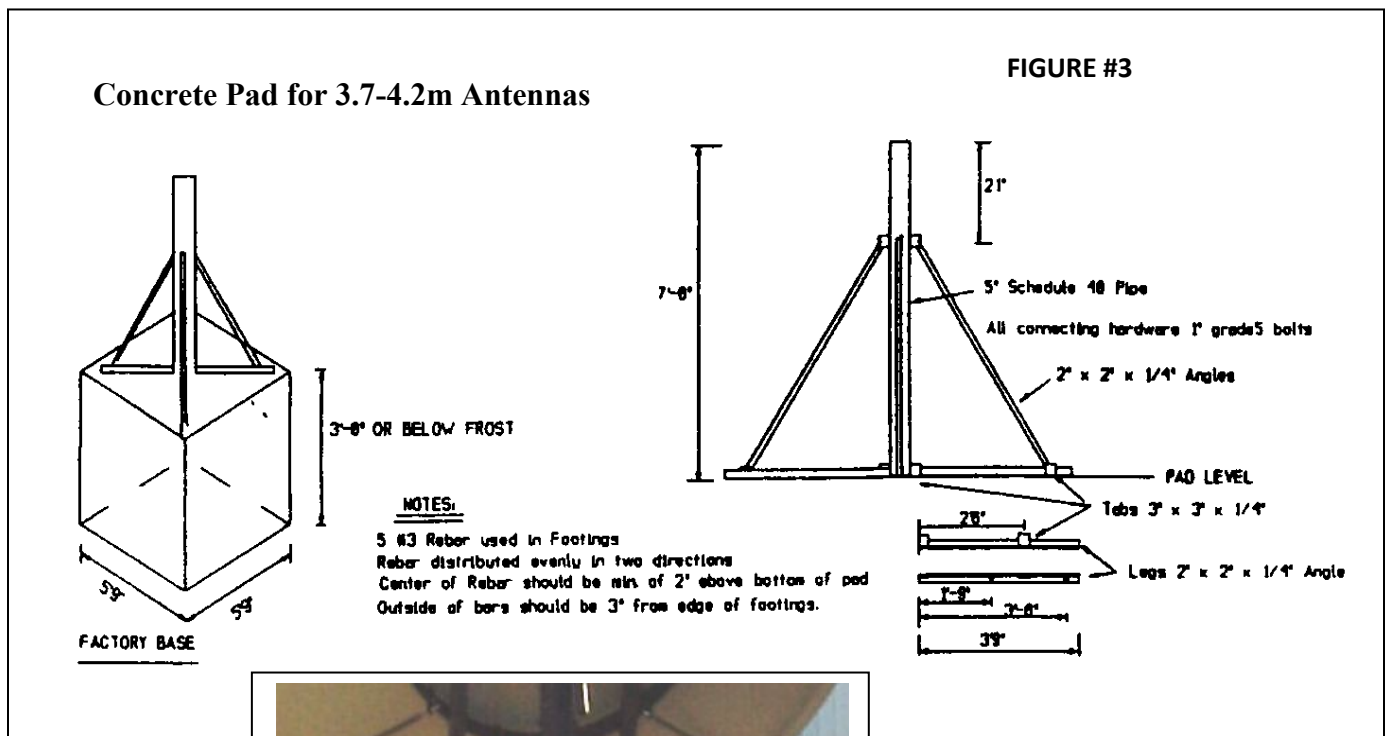 FIGURE #3
Concrete Pad for 3.7-4.2m Antennas
21"
7'-6"
5" Schedule 40 Pipe
All connecting hardware 1" grade5 bolts
2" x 2" x 1/4" Angles
3'-6" OR BELOW FROST
PAD LEVEL
NOTES:
5 #3 Rebar used in Footings
Rebar distributed evenly in two directions
Center of Rebar should be min of 2" above bottom of pad
Outside of bars should be 3" from edge of footings.
Tabs 3" x 3" x 1/4"
Legs 2" x 2" x 1/4" Angle
1'-9"
3'-6"
3'9"
5'9"
5'9"
FACTORY BASE